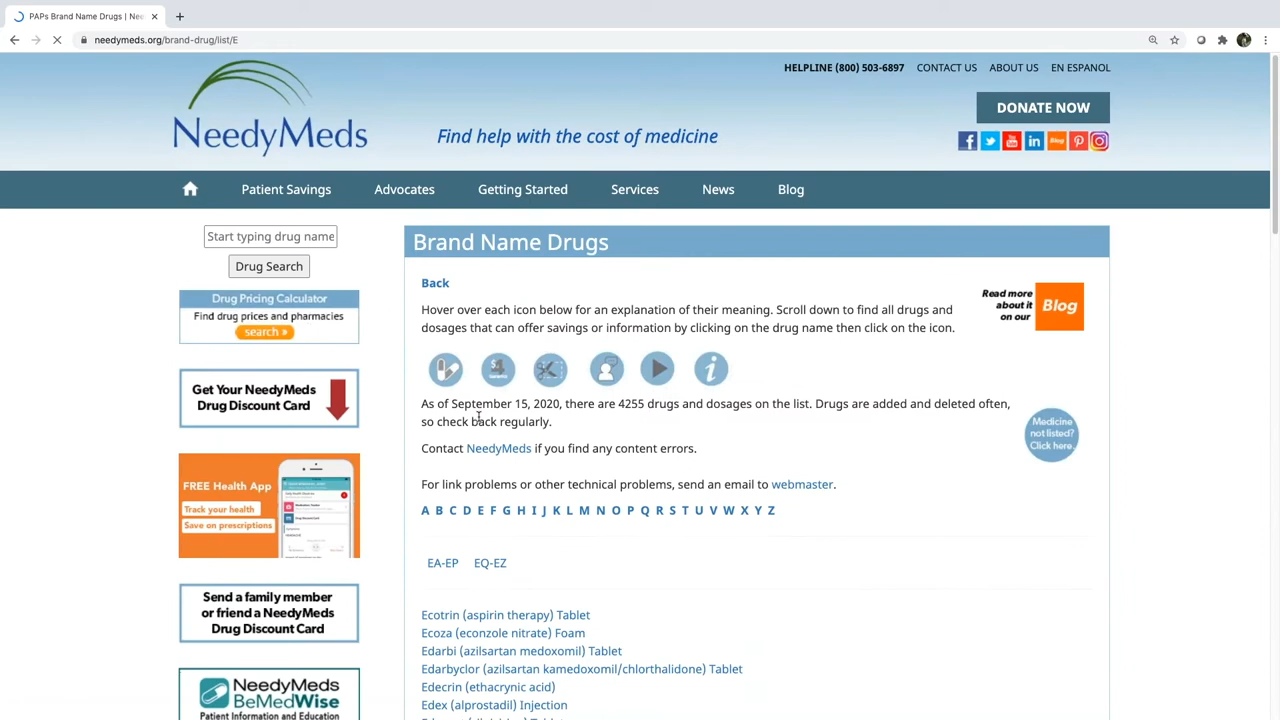 PAPs Brand Name Drugs | Nee
needymeds.org/brand-drug/list/E
HELPLINE (800) 503-6897 CONTACT US ABOUT US EN ESPANOL
NeedyMeds
Find help with the cost of medicine
DONATE NOW
Blog
Patient Savings Advocates Getting Started Services News Blog
Start typing drug name
Drug Search
Drug Pricing Calculator
Find drug prices and pharmacies
search »
Get Your NeedyMeds
Drug Discount Card
FREE Health App
Track your health
Save on prescriptions
Send a family member
or friend a NeedyMeds
Drug Discount Card
NeedyMeds
BeMedWise
Patient Information and Education
Brand Name Drugs
Back
Hover over each icon below for an explanation of their meaning. Scroll down to find all drugs and
dosages that can offer savings or information by clicking on the drug name then click on the icon.
Read more
about it
on our
Blog
$4
As of September 15, 2020, there are 4255 drugs and dosages on the list. Drugs are added and deleted often,
so check back regularly.
Medicine
not listed?
Click here.
Contact NeedyMeds if you find any content errors.
For link problems or other technical problems, send an email to webmaster.
A B C D E F G H I J K L M N O P Q R S T U V W X Y Z
EA-EP EQ-EZ
Ecotrin (aspirin therapy) Tablet
Ecoza (econzole nitrate) Foam
Edarbi (azilsartan medoxomil) Tablet
Edarbyclor (azilsartan kamedoxomil/chlorthalidone) Tablet
Edecrin (ethacrynic acid)
Edex (alprostadil) Injection